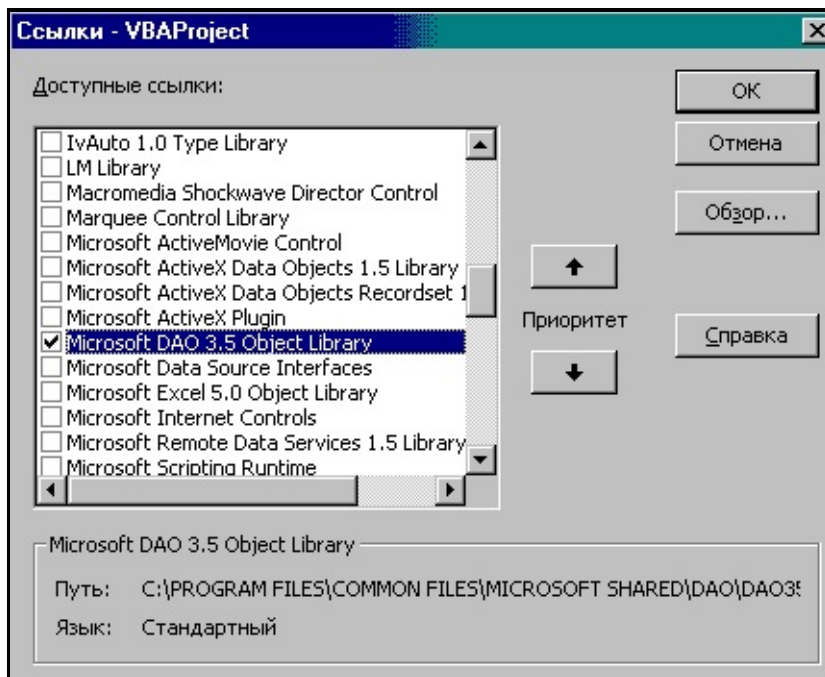 Ссылки - VBAProject
Доступные ссылки:
IvAuto 1.0 Type Library
LM Library
Macromedia Shockwave Director Control
Marquee Control Library
Microsoft ActiveMovie Control
Microsoft ActiveX Data Objects 1.5 Library
Microsoft ActiveX Data Objects Recordset 1
Microsoft ActiveX Plugin
Microsoft DAO 3.5 Object Library
Microsoft Data Source Interfaces
Microsoft Excel 5.0 Object Library
Microsoft Internet Controls
Microsoft Remote Data Services 1.5 Library
Microsoft Scripting Runtime
Приоритет
ОК
Отмена
Обзор...
Справка
Microsoft DAO 3.5 Object Library
Путь: C:\PROGRAM FILES\COMMON FILES\MICROSOFT SHARED\DAO\DAO35
Язык: Стандартный